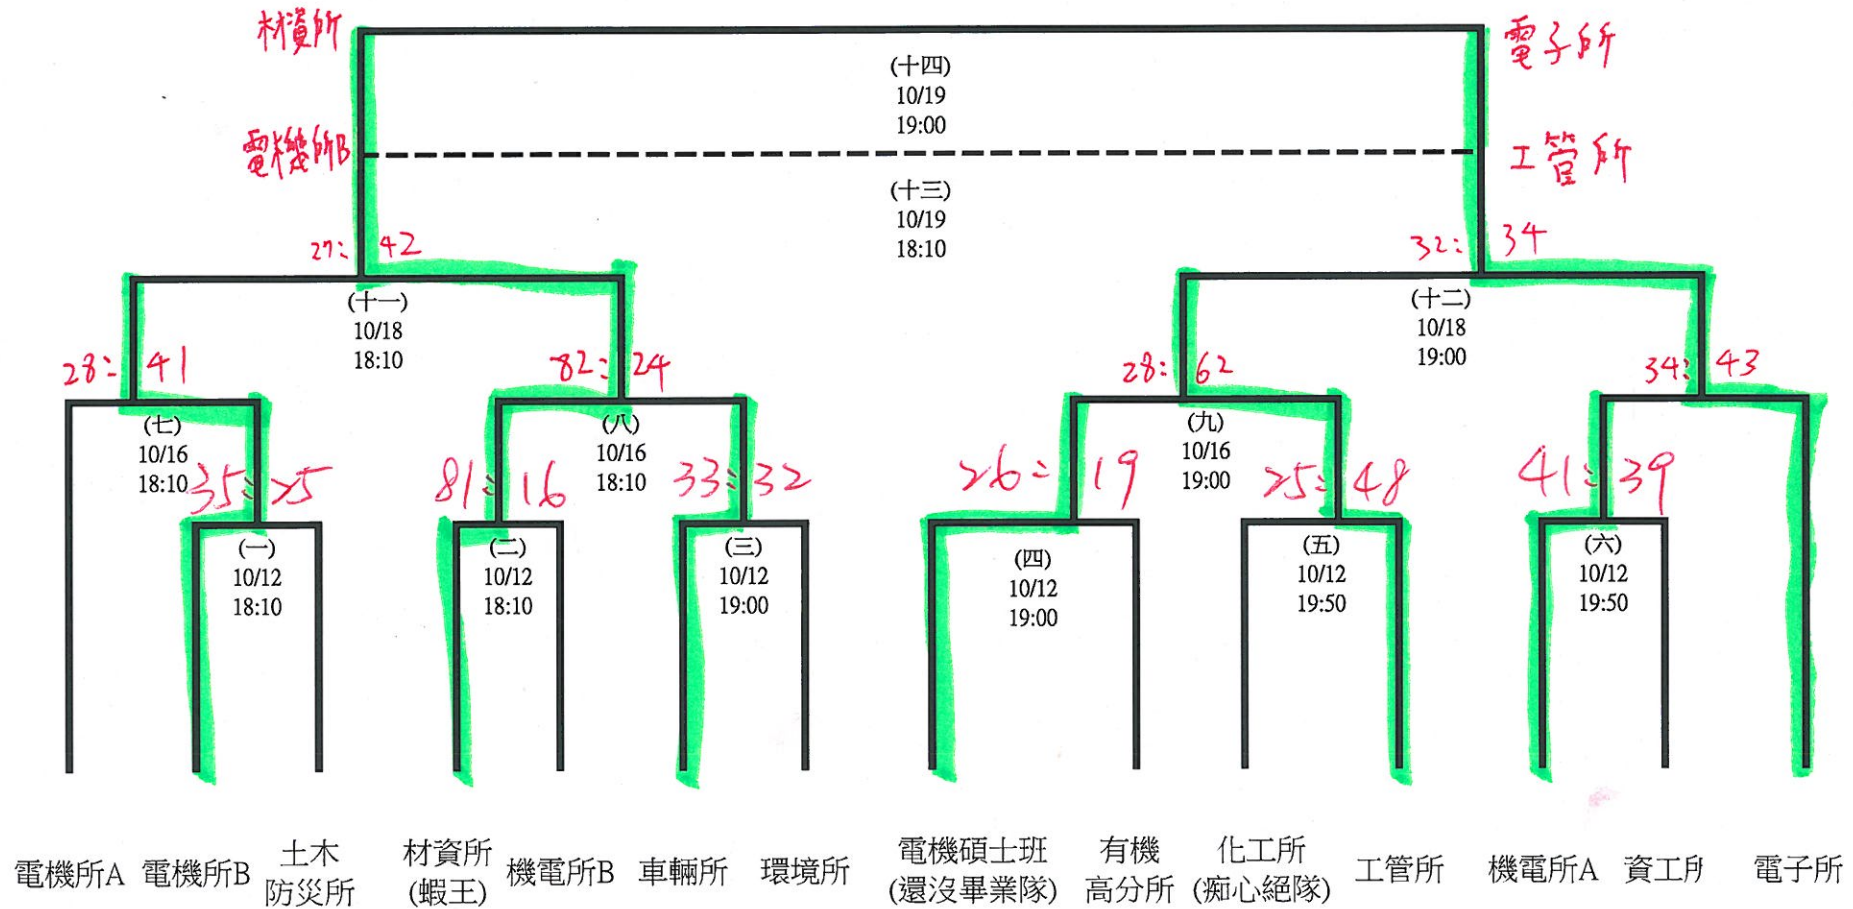 材資所
電子所
(十四)
10/19
19:00
電機所B
工管所
(十三)
10/19
18:10
27:42
32:34
(十一)
10/18
18:10
(十二)
10/18
19:00
28:41
82:24
28:62
34:43
(七)
10/16
18:10
(八)
10/16
18:10
(九)
10/16
19:00
35:25
81:16
33:32
26:19
25:48
41:39
(一)
10/12
18:10
(二)
10/12
18:10
(三)
10/12
19:00
(四)
10/12
19:00
(五)
10/12
19:50
(六)
10/12
19:50
電機所A
電機所B
土木
防災所
材資所
(蝦王)
機電所B
車輛所
環境所
電機碩士班
(還沒畢業隊)
有機
高分所
化工所
(痴心絕隊)
工管所
機電所A
資工所
電子所